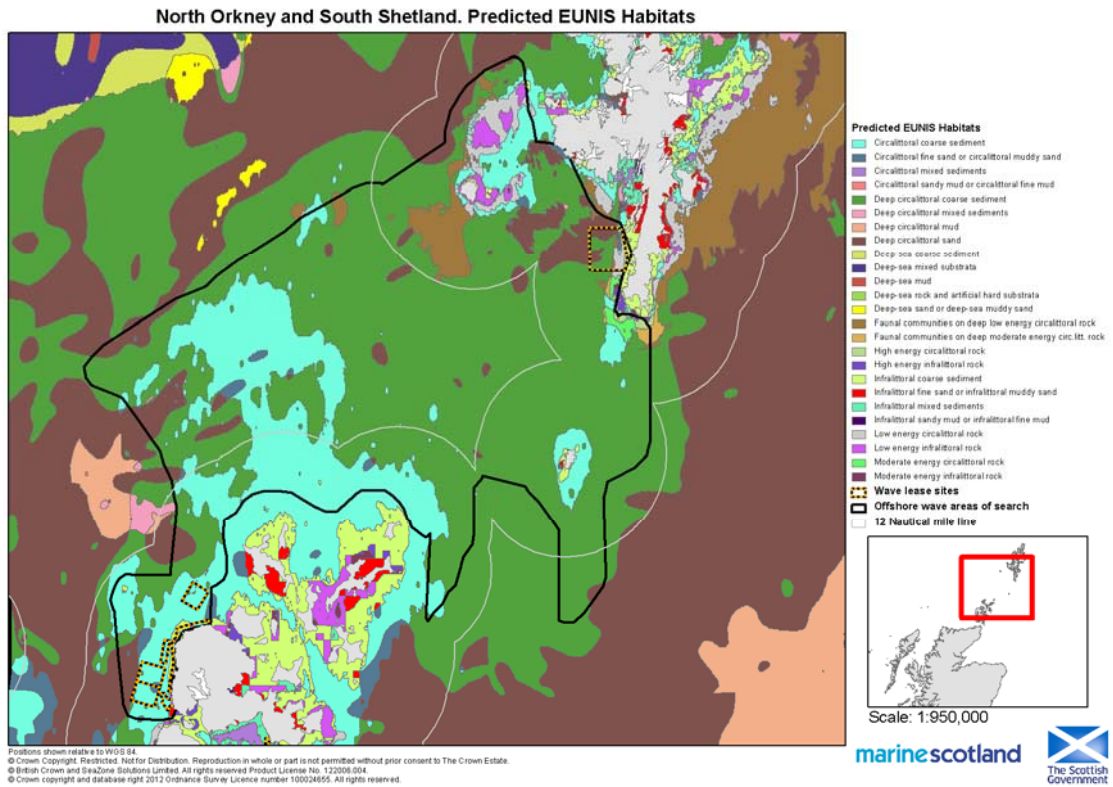 North Orkney and South Shetland. Predicted EUNIS Habitats
Predicted EUNIS Habitats
Circalittoral coarse sediment
Circalittoral fine sand or circalittoral muddy sand
Circalittoral mixed sediments
Circalittoral sandy mud or circalittoral fine mud
Deep circalittoral coarse sediment
Deep circalittoral mixed sediments
Deep circalittoral mud
Deep circalittoral sand
Deep-sea coarse sediment
Deep-sea mixed substrata
Deep-sea mud
Deep-sea rock and artificial hard substrata
Deep-sea sand or deep-sea muddy sand
Faunal communities on deep low energy circalittoral rock
Faunal communities on deep moderate energy circ.litt. rock
High energy circalittoral rock
High energy infralittoral rock
Infralittoral coarse sediment
Infralittoral fine sand or infralittoral muddy sand
Infralittoral mixed sediments
Infralittoral sandy mud or infralittoral fine mud
Low energy circalittoral rock
Low energy infralittoral rock
Moderate energy circalittoral rock
Moderate energy infralittoral rock
Wave lease sites
Offshore wave areas of search
12 Nautical mile line
Scale: 1:950,000
Positions shown relative to WGS 84.
© Crown Copyright. Restricted. Not for Distribution. Reproduction in whole or part is not permitted without prior consent to The Crown Estate.
© British Crown and SeaZone Solutions Limited. All rights reserved Product License No. 122006.004.
© Crown copyright and database right 2012 Ordnance Survey Licence number 100024655. All rights reserved.
marinescotland
The Scottish
Government